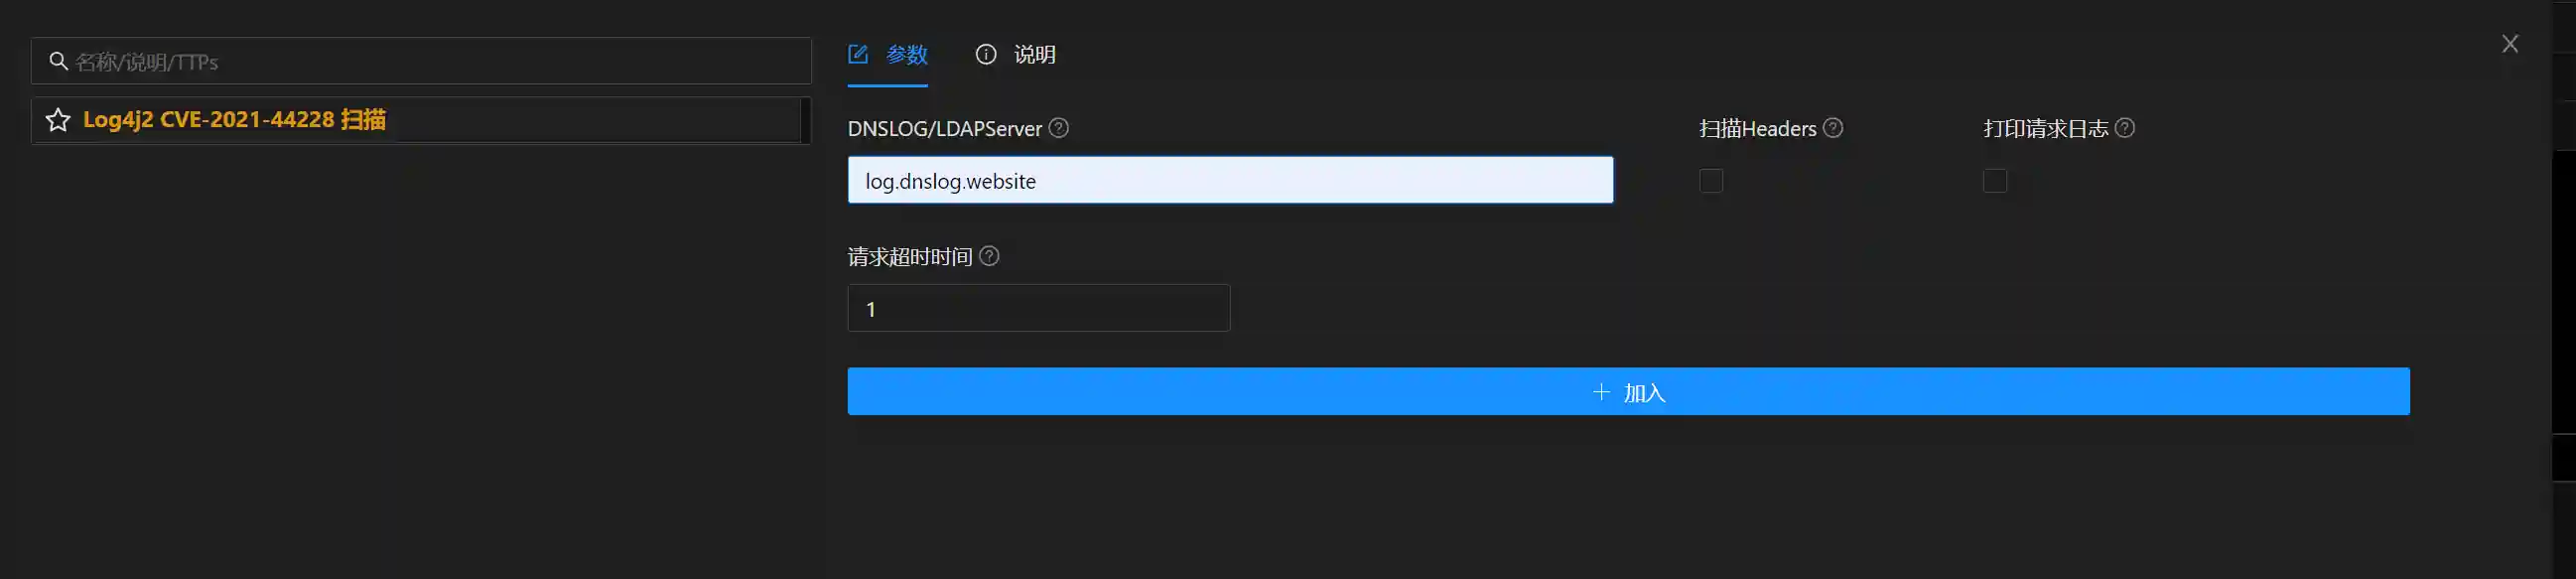 名称/说明/TTPs
Log4j2 CVE-2021-44228 扫描
参数 说明
DNSLOG/LDAPServer 扫描Headers 打印请求日志
log.dnslog.website
请求超时时间
1
加入